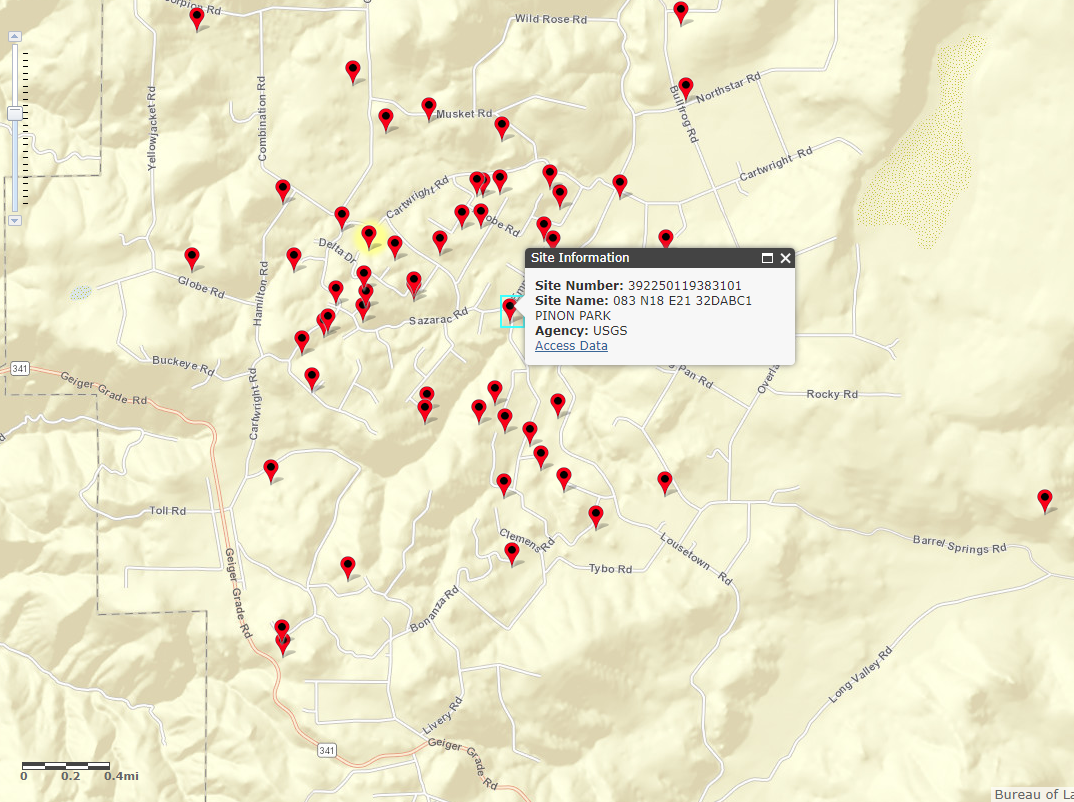 Scorpion Rd
Wild Rose Rd
Yellowjacket Rd
Combination Rd
Musket Rd
Bullfrog Rd
Northstar Rd
Cartwright Rd
Cartwright Rd
Delta Dr
Globe Rd
Hamilton Rd
Sazarac Rd
Site Information
Site Number: 392250119383101
Site Name: 083 N18 E21 32DABC1
PINON PARK
Agency: USGS
Access Data
Buckeye Rd
341
Geiger Grade Rd
Cartwright Rd
Pan Rd
Rocky Rd
Toll Rd
Clemens Rd
Tybo Rd
Lousetown Rd
Barrel Springs Rd
Geiger Grade Rd
Bonanza Rd
Long Valley Rd
Livery Rd
341
Geiger Grade Rd
0 0.2 0.4mi
Bureau of La